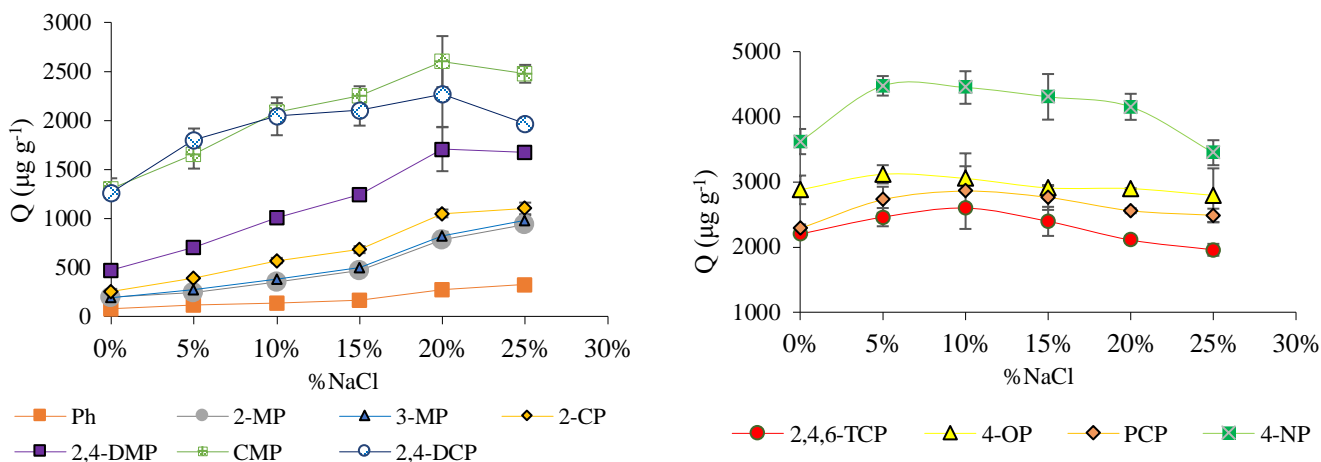 Q (µg g-1)
3000
2500
2000
1500
1000
500
0
0% 5% 10% 15% 20% 25% 30%
%NaCl
Ph 2-MP 3-MP 2-CP
2,4-DMP CMP 2,4-DCP
Q (µg g-1)
5000
4000
3000
2000
1000
0% 5% 10% 15% 20% 25% 30%
%NaCl
2,4,6-TCP 4-OP PCP 4-NP